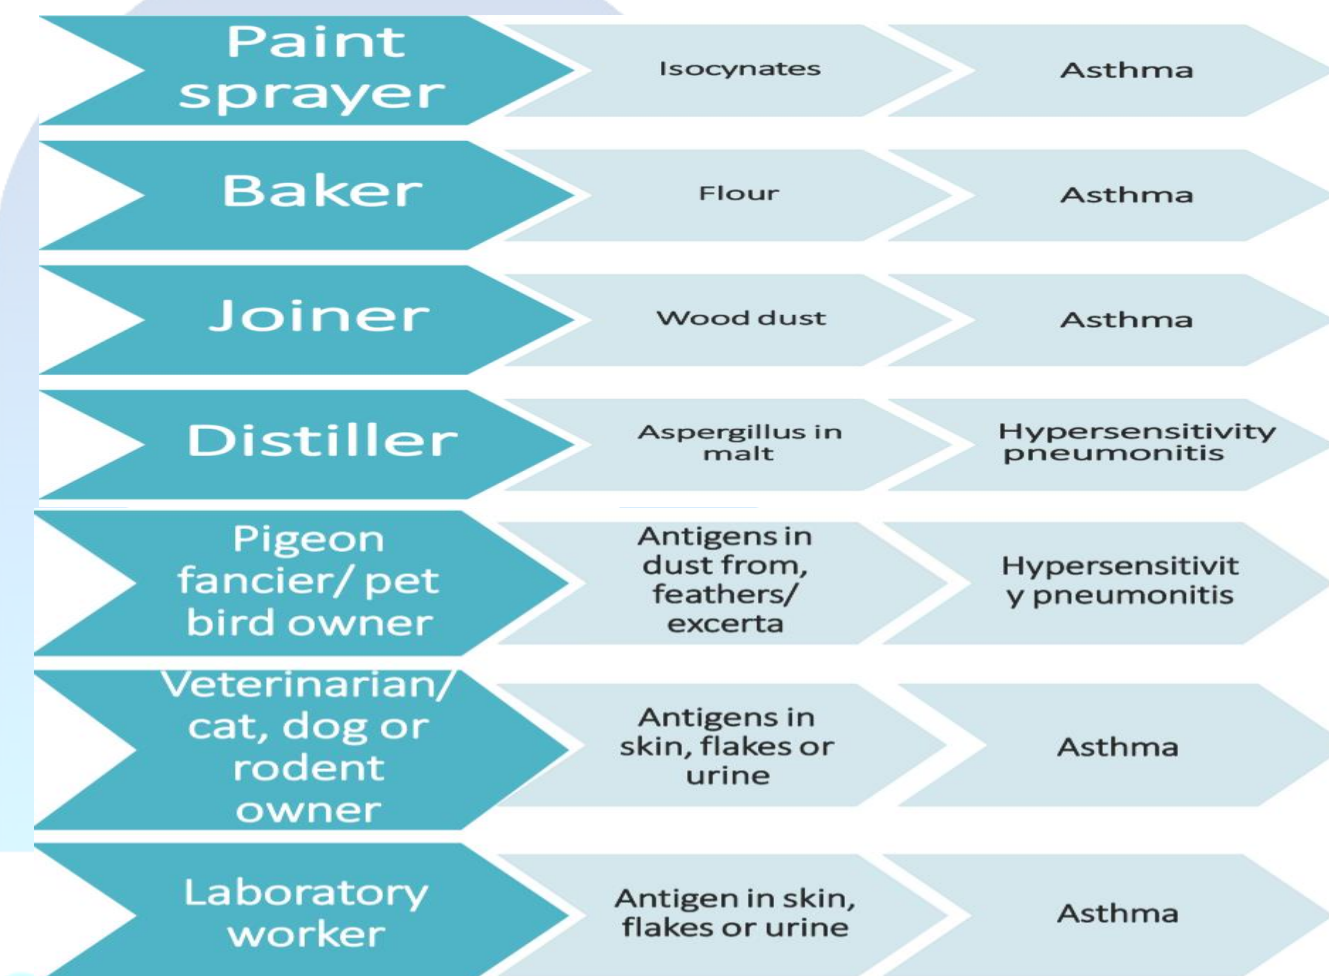 Paint
sprayer
Isocynates
Asthma
Baker
Flour
Asthma
Joiner
Wood dust
Asthma
Distiller
Aspergillus in
malt
Hypersensitivity
pneumonitis
Pigeon
fancier/ pet
bird owner
Antigens in
dust from,
feathers/
excerta
Hypersensitivit
y pneumonitis
Veterinarian/
cat, dog or
rodent
owner
Antigens in
skin, flakes or
urine
Asthma
Laboratory
worker
Antigen in skin,
flakes or urine
Asthma